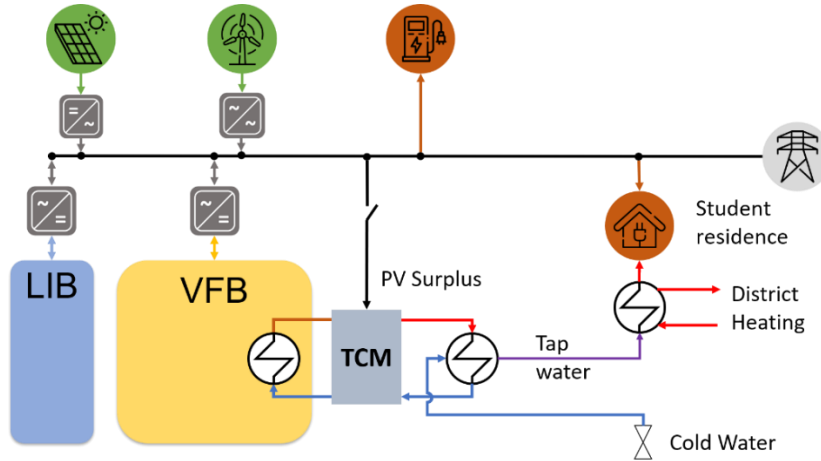 = ~
~ ~
~ =
~ =
Student
residence
LIB
VFB
PV Surplus
District
Heating
TCM
Tap
water
Cold Water